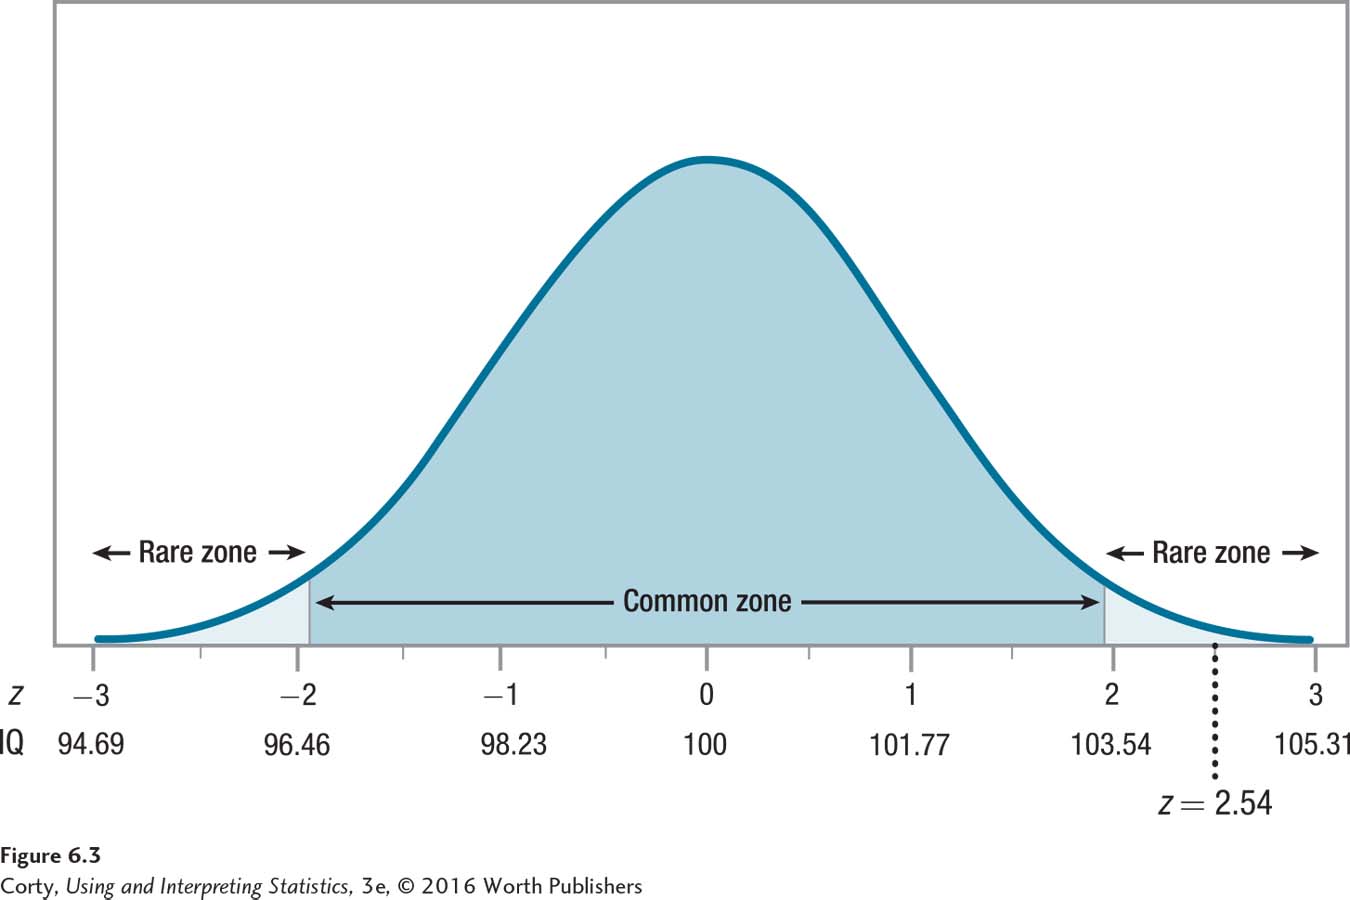 Rare zone Rare zone
Common zone
z −3 −2 −1 0 1 2 3
IQ 94.69 96.46 98.23 100 101.77 103.54 105.31
z = 2.54
Figure 6.3
Corty, Using and Interpreting Statistics, 3e, © 2016 Worth Publishers